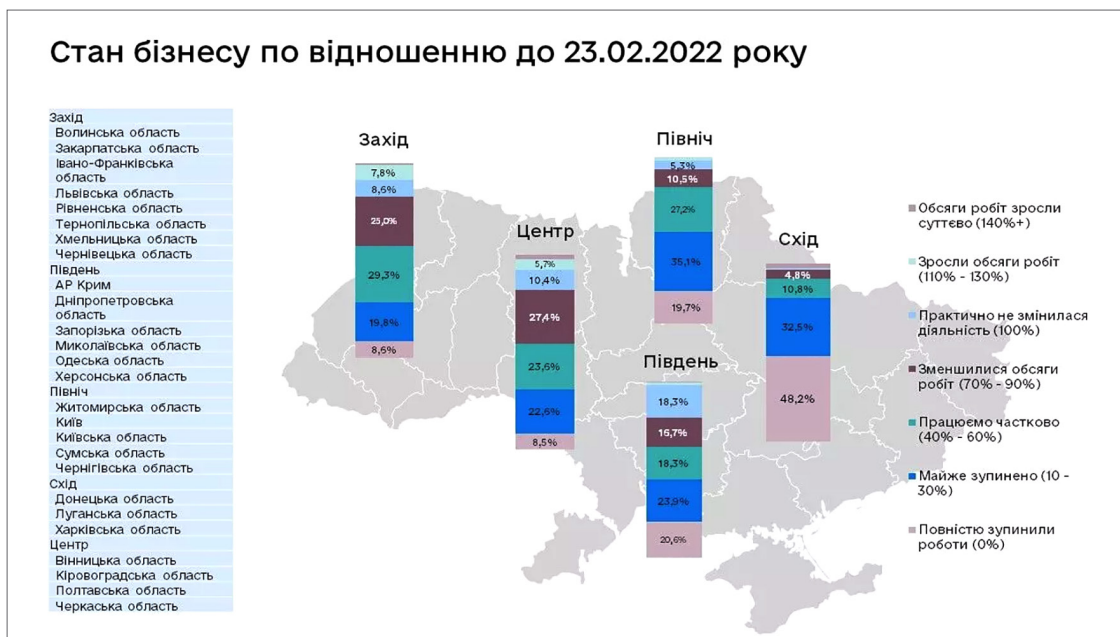 Стан бізнесу по відношенню до 23.02.2022 року
Захід
Волинська область
Закарпатська область
Івано-Франківська
область
Львівська область
Рівненська область
Тернопільська область
Хмельницька область
Чернівецька область
Південь
АР Крим
Дніпропетровська
область
Запорізька область
Миколаївська область
Одеська область
Херсонська область
Північ
Житомирська область
Київ
Київська область
Сумська область
Чернігівська область
Схід
Донецька область
Луганська область
Харківська область
Центр
Вінницька область
Кіровоградська область
Полтавська область
Черкаська область
Захід
7,8%
8,6%
25,0%
29,3%
19,8%
8,6%
Центр
5,7%
10,4%
27,4%
23,6%
22,6%
8,5%
Північ
5,3%
10,5%
27,2%
35,1%
19,7%
Південь
18,3%
16,7%
18,3%
23,9%
20,6%
Схід
4,8%
10,8%
32,5%
48,2%
Обсяги робіт зросли
суттєво (140%+)
Зросли обсяги робіт
(110% - 130%)
Практично не змінилася
діяльність (100%)
Зменшилися обсяги
робіт (70% - 90%)
Працюємо частково
(40% - 60%)
Майже зупинено (10 -
30%)
Повністю зупинили
роботи (0%)